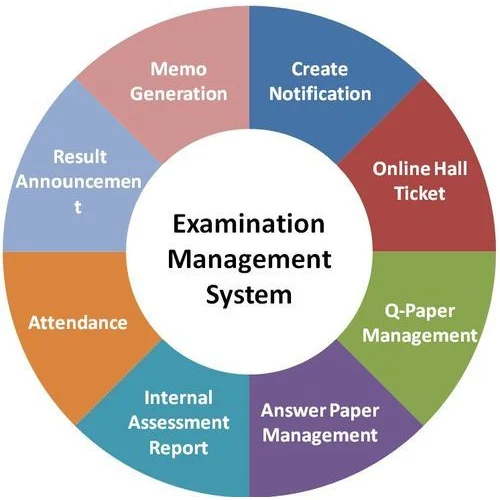 Create
Notification
Online Hall
Ticket
Q-Paper
Management
Answer Paper
Management
Internal
Assessment
Report
Attendance
Result
Announcemen
t
Memo
Generation
Examination
Management
System